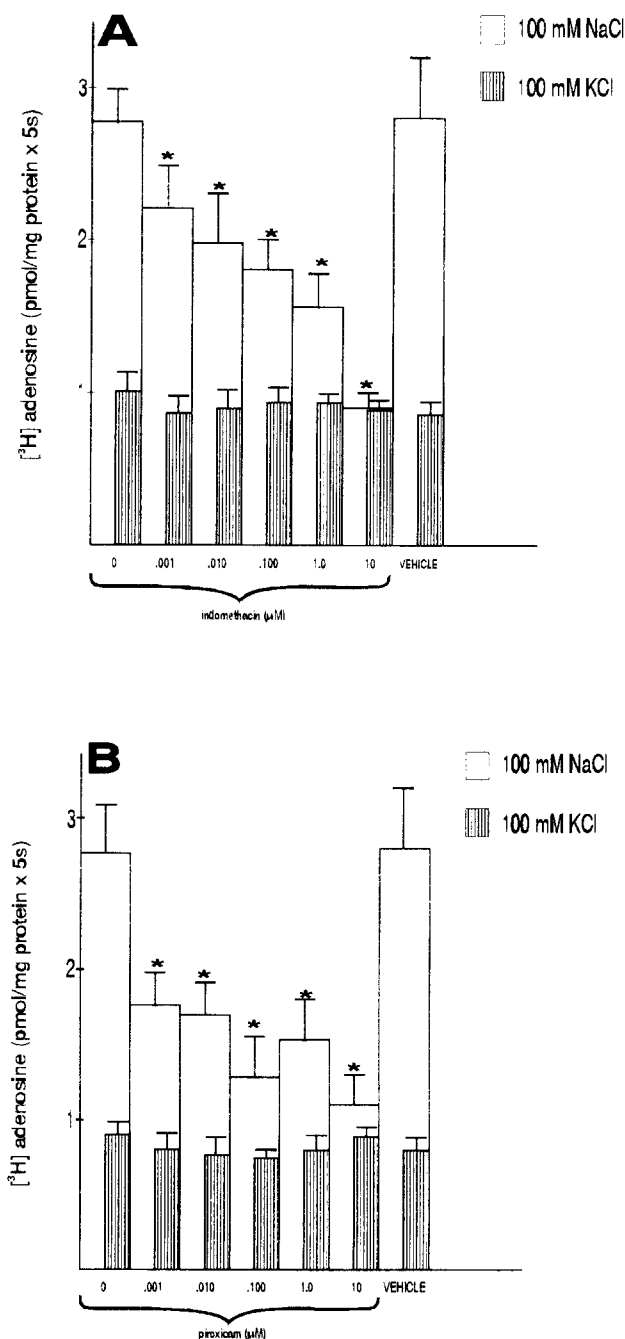 A
100 mM NaCl
100 mM KCl
[³H] adenosine (pmol/mg protein x 5s)
3
2
* * * * *
0 .001 .010 .100 1.0 10 VEHICLE
indomethacin (µM)
B
100 mM NaCl
100 mM KCl
[³H] adenosine (pmol/mg protein x 5s)
3
2
1
* * * * *
0 .001 .010 .100 1.0 10 VEHICLE
piroxicam (µM)